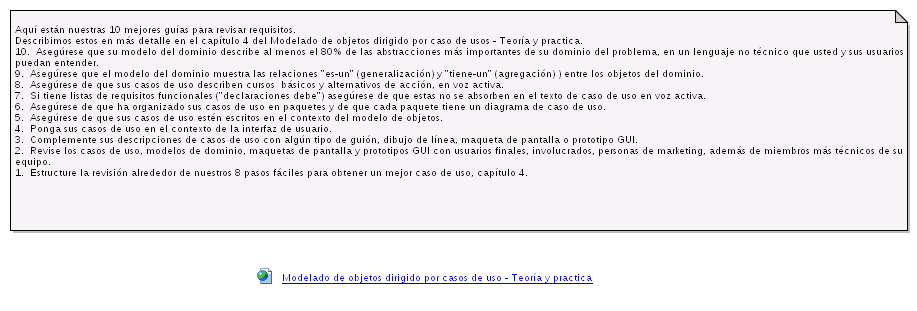 Aquí están nuestras 10 mejores guías para revisar requisitos.
Describimos estos en más detalle en el capítulo 4 del Modelado de objetos dirigido por caso de usos - Teoría y practica.
10.  Asegúrese que su modelo del dominio describe al menos el 80% de las abstracciones más importantes de su dominio del problema, en un lenguaje no técnico que usted y sus usuarios
puedan entender.
9.  Asegúrese que el modelo del dominio muestra las relaciones "es-un" (generalización) y "tiene-un" (agregación) ) entre los objetos del dominio.
8.  Asegúrese de que sus casos de uso describen cursos  básicos y alternativos de acción, en voz activa.
7.  Si tiene listas de requisitos funcionales ("declaraciones debe") asegúrese de que estas no se absorben en el texto de caso de uso en voz activa.
6.  Asegúrese de que ha organizado sus casos de uso en paquetes y de que cada paquete tiene un diagrama de caso de uso.
5.  Asegúrese de que sus casos de uso estén escritos en el contexto del modelo de objetos.
4.  Ponga sus casos de uso en el contexto de la interfaz de usuario.
3.  Complemente sus descripciones de casos de uso con algún tipo de guión, dibujo de línea, maqueta de pantalla o prototipo GUI.
2.  Revise los casos de uso, modelos de dominio, maquetas de pantalla y prototipos GUI con usuarios finales, involucrados, personas de marketing, además de miembros más técnicos de su
equipo.
1.  Estructure la revisión alrededor de nuestros 8 pasos fáciles para obtener un mejor caso de uso, capítulo 4.
Modelado de objetos dirigido por casos de uso - Teoría y practica